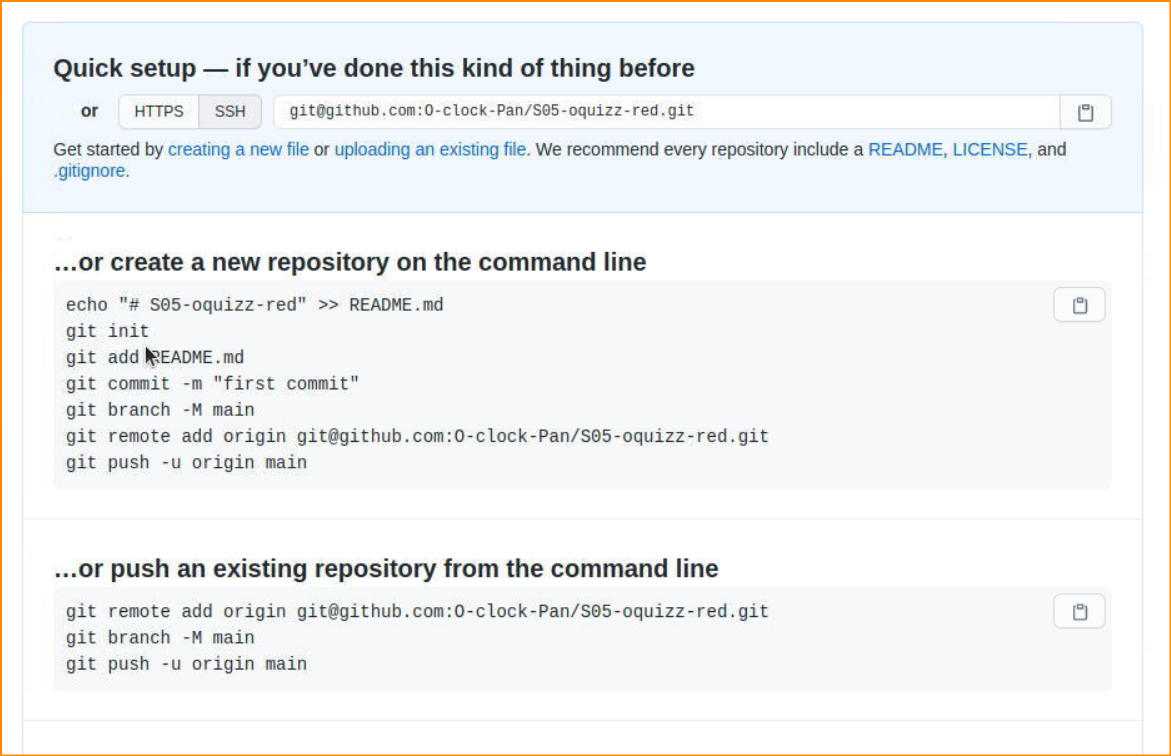 Quick setup — if you’ve done this kind of thing before
or HTTPS SSH git@github.com:O-clock-Pan/S05-oquizz-red.git
Get started by creating a new file or uploading an existing file. We recommend every repository include a README, LICENSE, and
.gitignore.
…or create a new repository on the command line
echo "# S05-oquizz-red" >> README.md
git init
git add README.md
git commit -m "first commit"
git branch -M main
git remote add origin git@github.com:O-clock-Pan/S05-oquizz-red.git
git push -u origin main
…or push an existing repository from the command line
git remote add origin git@github.com:O-clock-Pan/S05-oquizz-red.git
git branch -M main
git push -u origin main